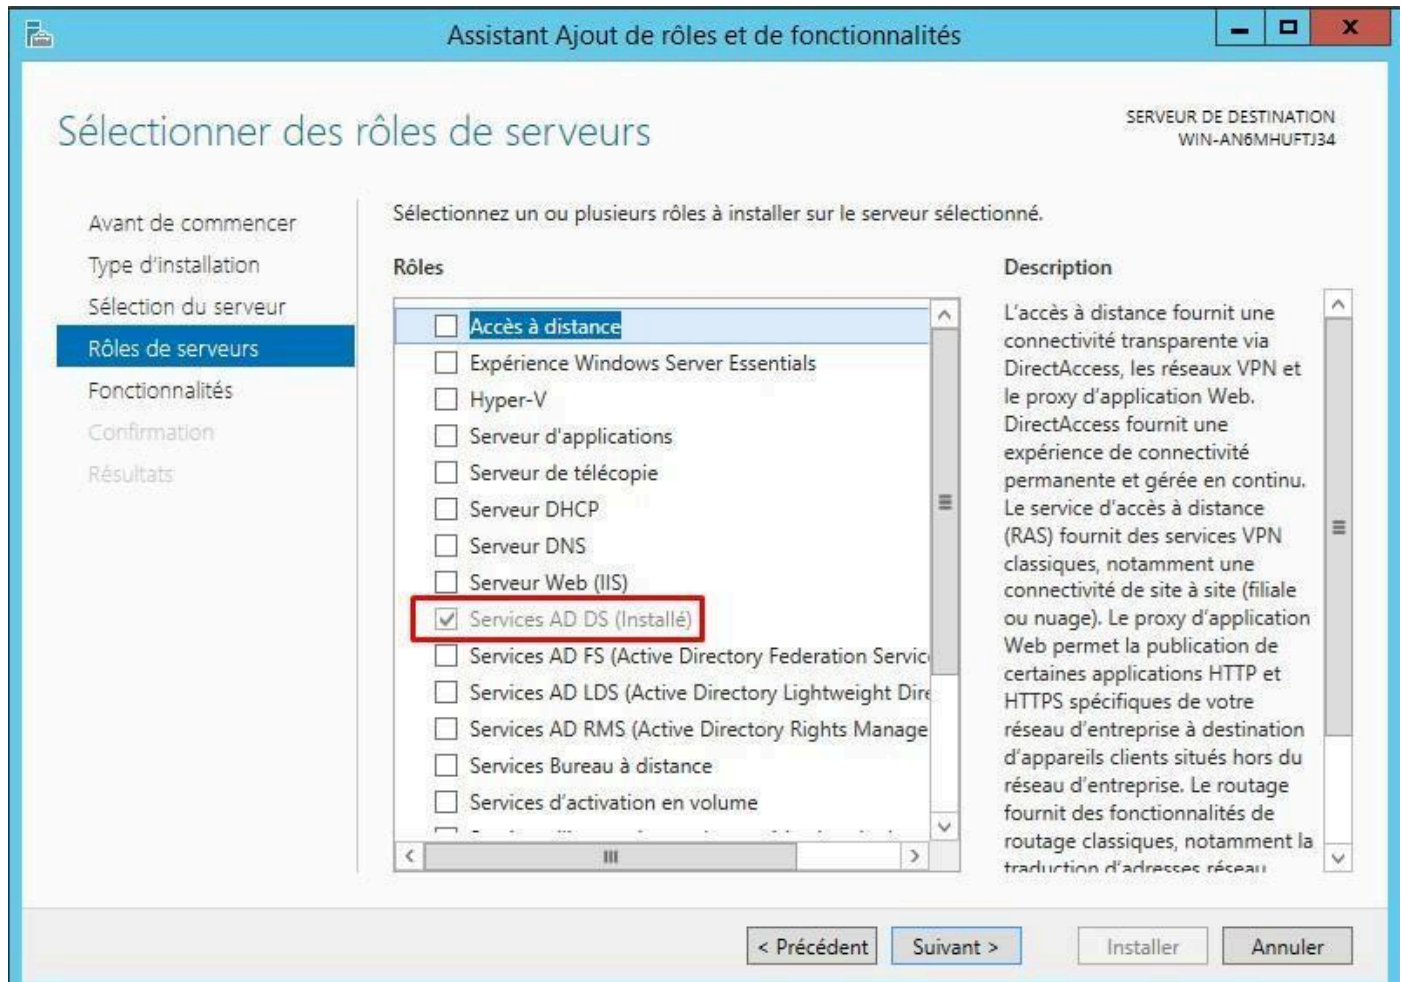 Assistant Ajout de rôles et de fonctionnalités
Sélectionner des rôles de serveurs
SERVEUR DE DESTINATION
WIN-AN6MHUFTJ34
Avant de commencer
Type d'installation
Sélection du serveur
Rôles de serveurs
Fonctionnalités
Confirmation
Résultats
Sélectionnez un ou plusieurs rôles à installer sur le serveur sélectionné.
Rôles
Accès à distance
Expérience Windows Server Essentials
Hyper-V
Serveur d'applications
Serveur de télécopie
Serveur DHCP
Serveur DNS
Serveur Web (IIS)
Services AD DS (Installé)
Services AD FS (Active Directory Federation Servic
Services AD LDS (Active Directory Lightweight Dire
Services AD RMS (Active Directory Rights Manage
Services Bureau à distance
Services d'activation en volume
Description
L'accès à distance fournit une
connectivité transparente via
DirectAccess, les réseaux VPN et
le proxy d'application Web.
DirectAccess fournit une
expérience de connectivité
permanente et gérée en continu.
Le service d'accès à distance
(RAS) fournit des services VPN
classiques, notamment une
connectivité de site à site (filiale
ou nuage). Le proxy d'application
Web permet la publication de
certaines applications HTTP et
HTTPS spécifiques de votre
réseau d'entreprise à destination
d'appareils clients situés hors du
réseau d'entreprise. Le routage
fournit des fonctionnalités de
routage classiques, notamment la
traduction d'adresses réseau
< Précédent
Suivant >
Installer
Annuler